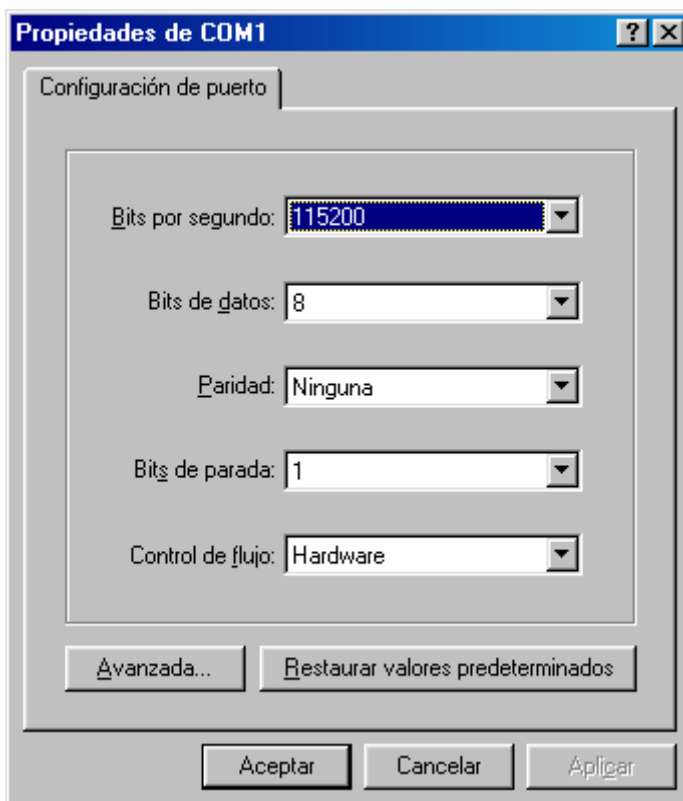 Propiedades de COM1
Configuración de puerto
Bits por segundo: 115200
Bits de datos: 8
Paridad: Ninguna
Bits de parada: 1
Control de flujo: Hardware
Avanzada... Restaurar valores predeterminados
Aceptar Cancelar Aplicar